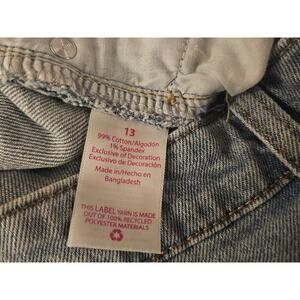 13
99% Cotton/Algodón
1% Spandex
Exclusive of Decoration
Exclusivo de Decoración
Made in/Hecho en
Bangladesh
THIS LABEL YARN IS MADE
OUT OF 100% RECYCLED
POLYESTER MATERIALS